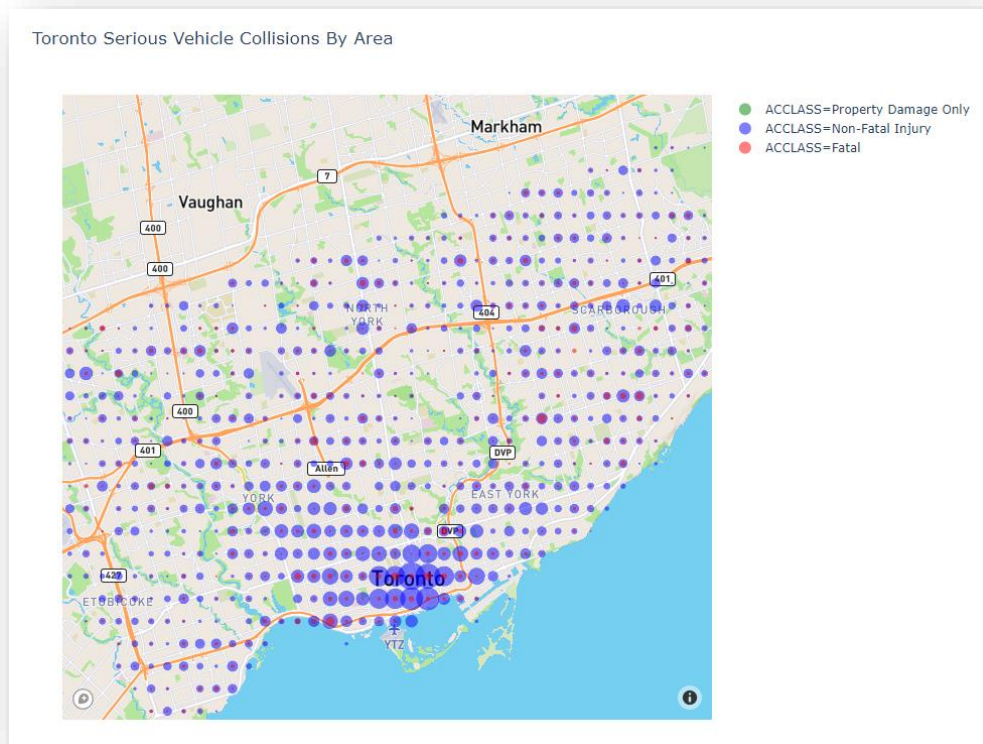 Toronto Serious Vehicle Collisions By Area
ACCLASS=Property Damage Only
ACCLASS=Non-Fatal Injury
ACCLASS=Fatal
Markham
7
Vaughan
400
400
401
NORTH
YORK
404
SCARBOROUGH
400
401
DVP
Allen
YORK
EAST YORK
DVP
427
Toronto
ETOBICOKE
YTZ